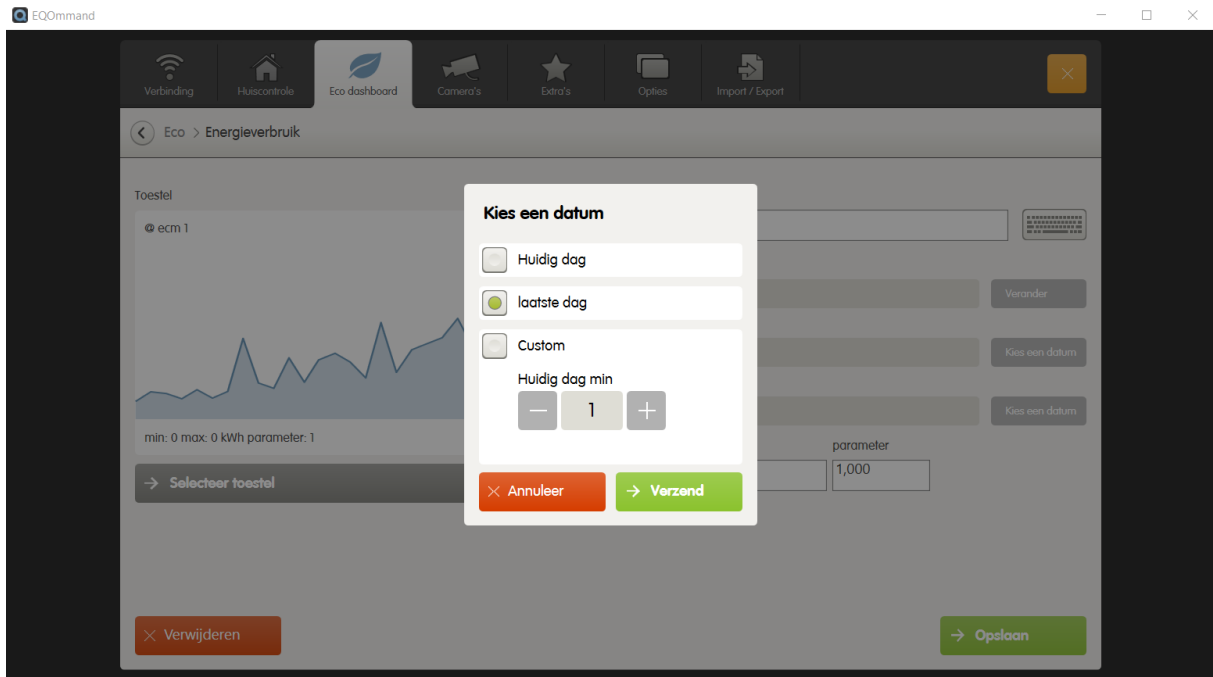 EQOmmand
Verbinding
Huiscontrole
Eco dashboard
Camera's
Extra's
Opties
Import / Export
Eco > Energieverbruik
Toestel
@ ecm 1
min: 0 max: 0 kWh parameter: 1
Selecteer toestel
Kies een datum
Huidig dag
laatste dag
Custom
Huidig dag min
1
Annuleer
Verzend
Verander
Kies een datum
Kies een datum
parameter
1,000
Verwijderen
Opslaan